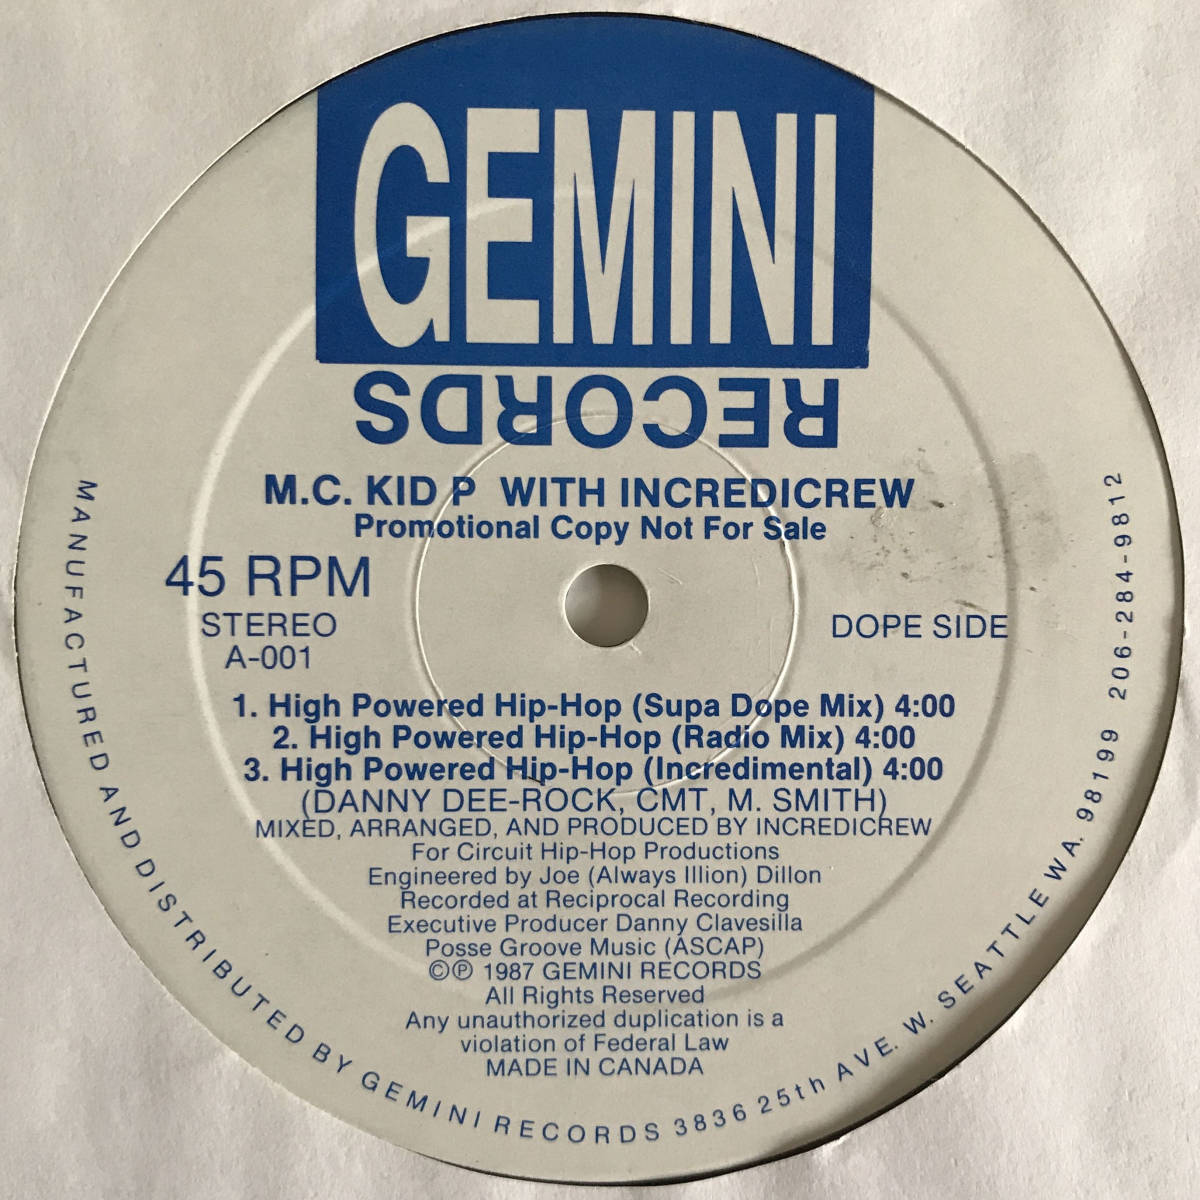 GEMINI
RECORDS
M.C. KID P WITH INCREDICREW
Promotional Copy Not For Sale
45 RPM
STEREO
A-001
DOPE SIDE
1. High Powered Hip-Hop (Supa Dope Mix) 4:00
2. High Powered Hip-Hop (Radio Mix) 4:00
3. High Powered Hip-Hop (Incredimental) 4:00
(DANNY DEE-ROCK, CMT, M. SMITH)
MIXED, ARRANGED, AND PRODUCED BY INCREDICREW
For Circuit Hip-Hop Productions
Engineered by Joe (Always Illion) Dillon
Recorded at Reciprocal Recording
Executive Producer Danny Clavesilla
Posse Groove Music (ASCAP)
©℗ 1987 GEMINI RECORDS
All Rights Reserved
Any unauthorized duplication is a
violation of Federal Law
MADE IN CANADA
MANUFACTURED AND DISTRIBUTED BY GEMINI RECORDS 3836 25th AVE. W. SEATTLE WA. 98199 206-284-9812